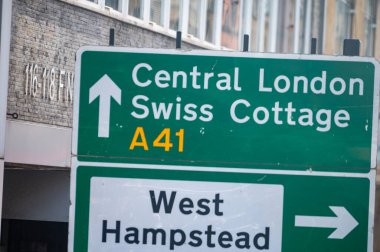 Central London
Swiss Cottage
A41
West
Hampstead